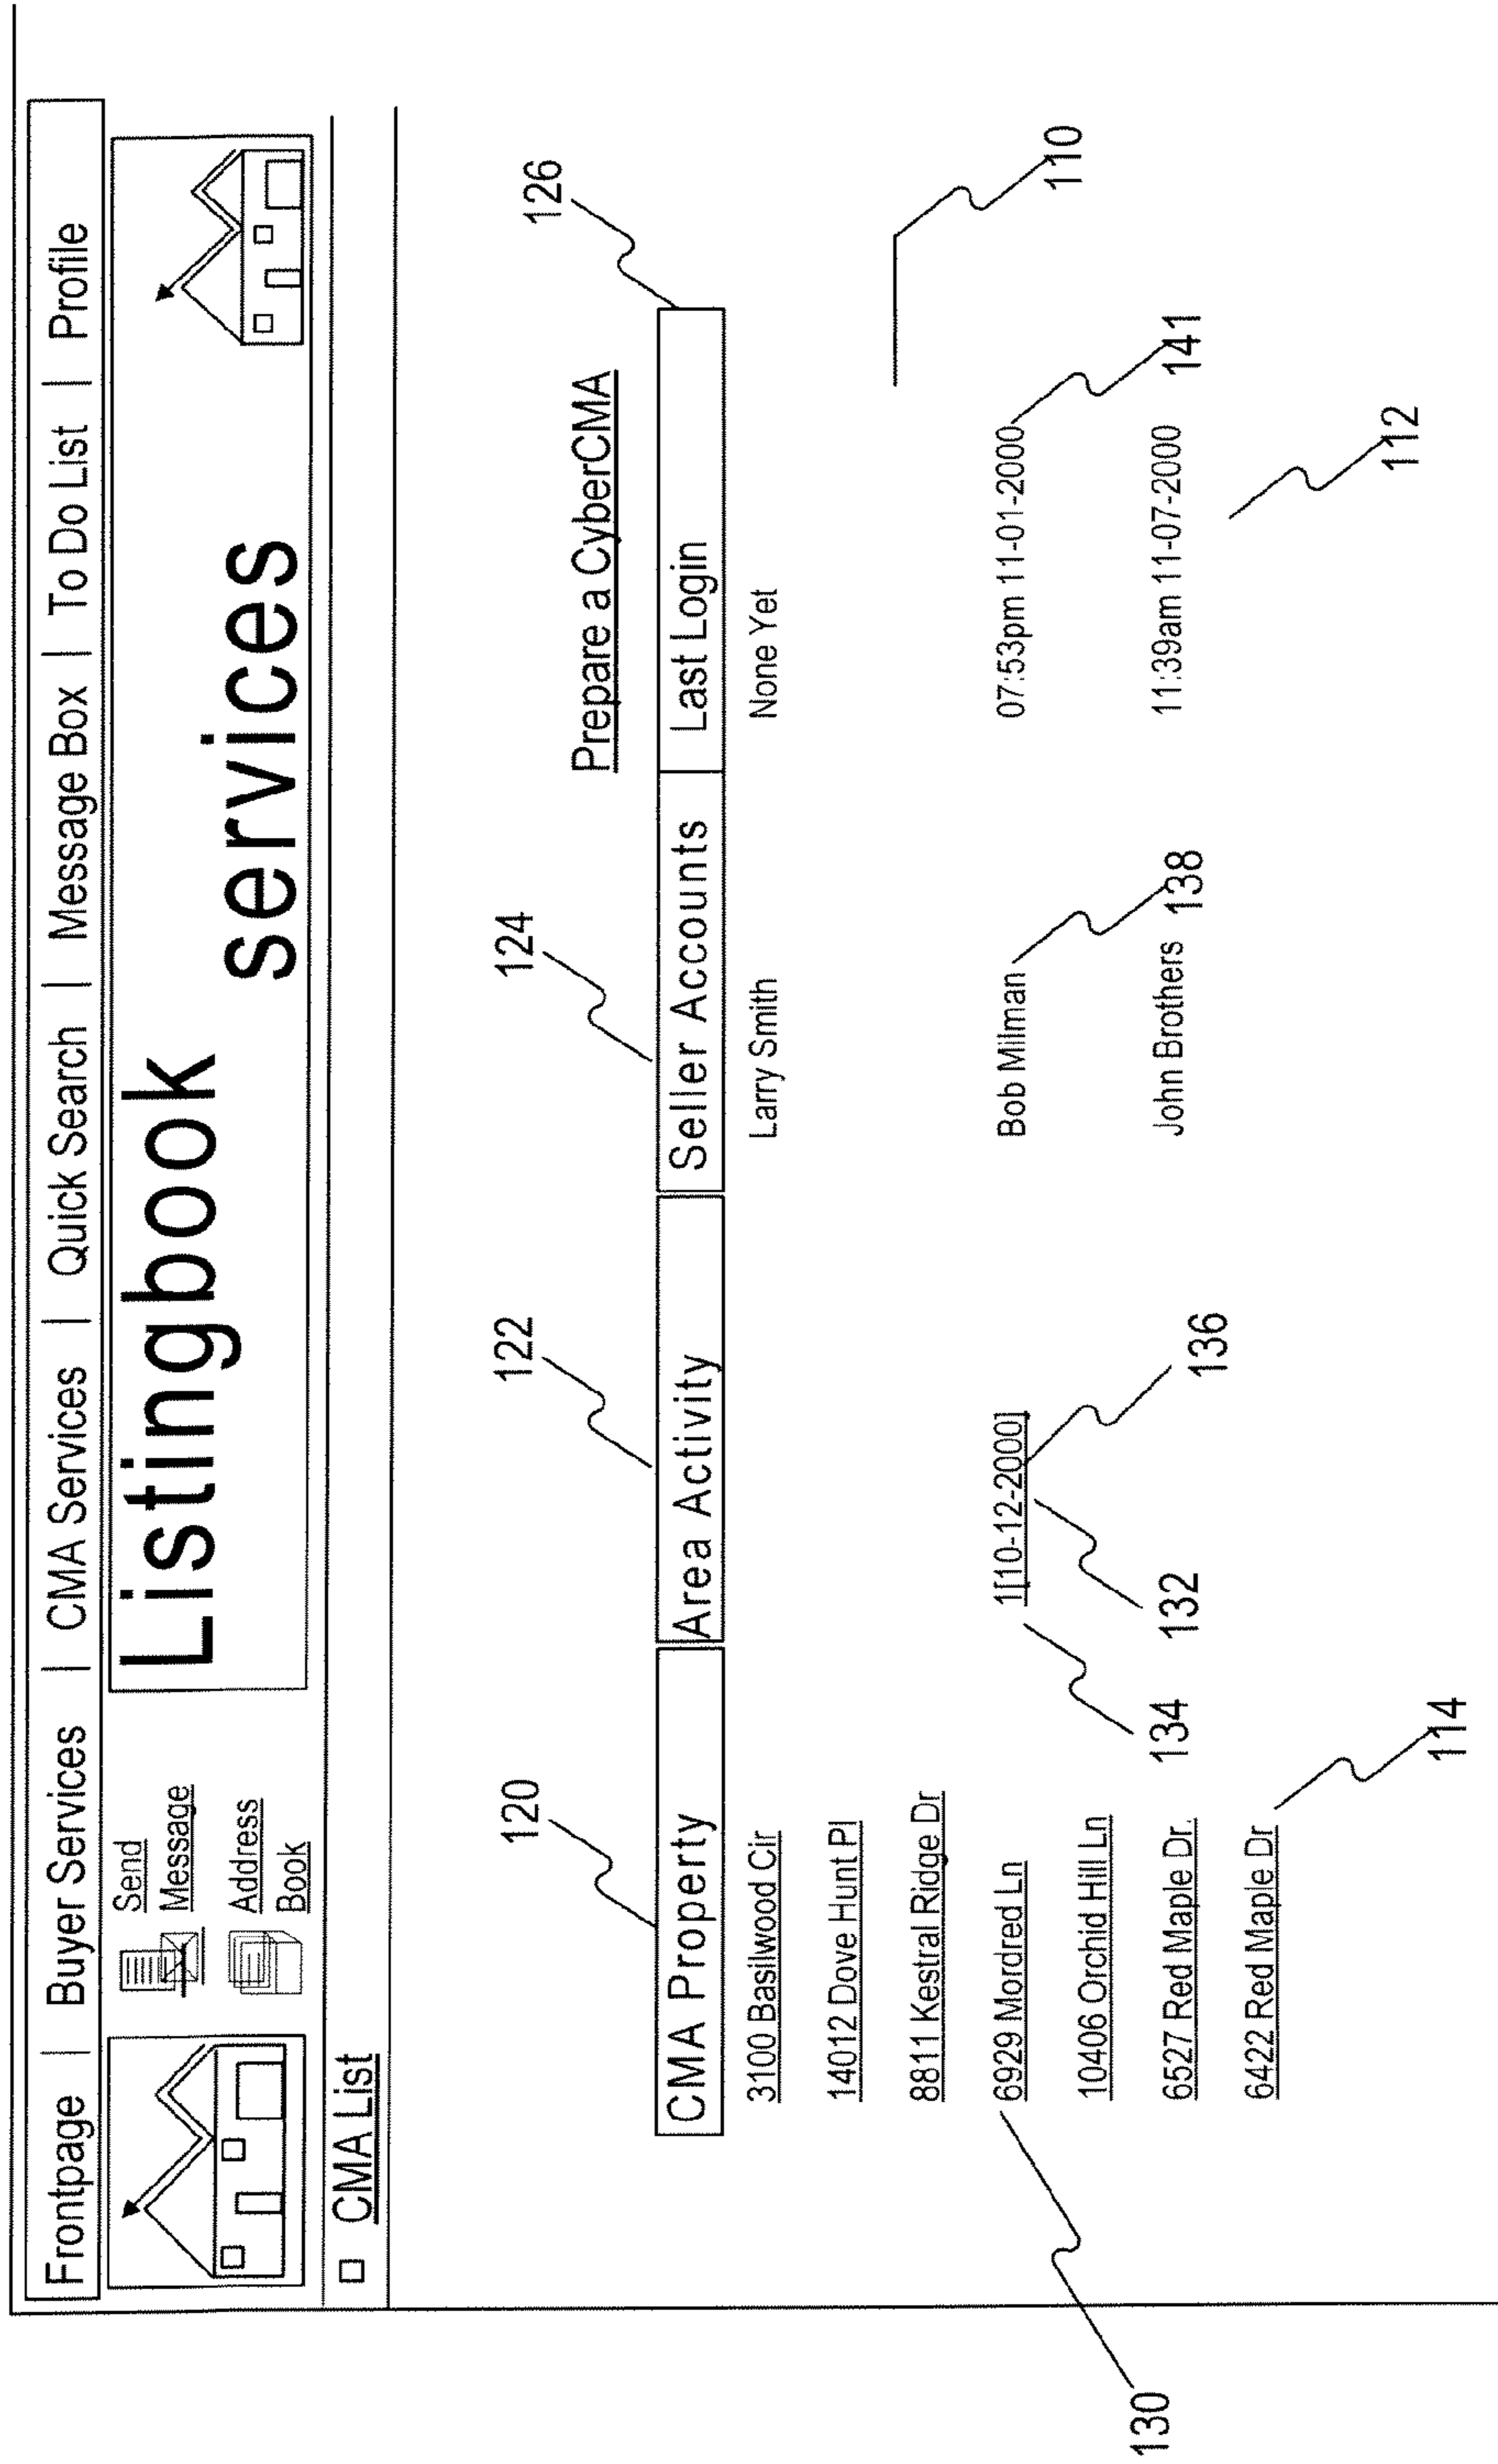 Frontpage | Buyer Services | CMA Services | Quick Search | Message Box | To Do List | Profile
Send
Message
Address
Book
Listingbook
services
CMA List
Prepare a CyberCMA
120 122 124 126
CMA Property Area Activity Seller Accounts Last Login
3100 Basilwood Cir Larry Smith None Yet
14012 Dove Hunt Pl
88811 Kestral Ridge Dr
110
130 6929 Mordred Ln 1[10-12-2000] Bob Milman 07:53pm 11-01-2000
10406 Orchid Hill Ln
134 132 136 138 141
6527 Red Maple Dr. John Brothers 11:39am 11-07-2000
6422 Red Maple Dr
114 112